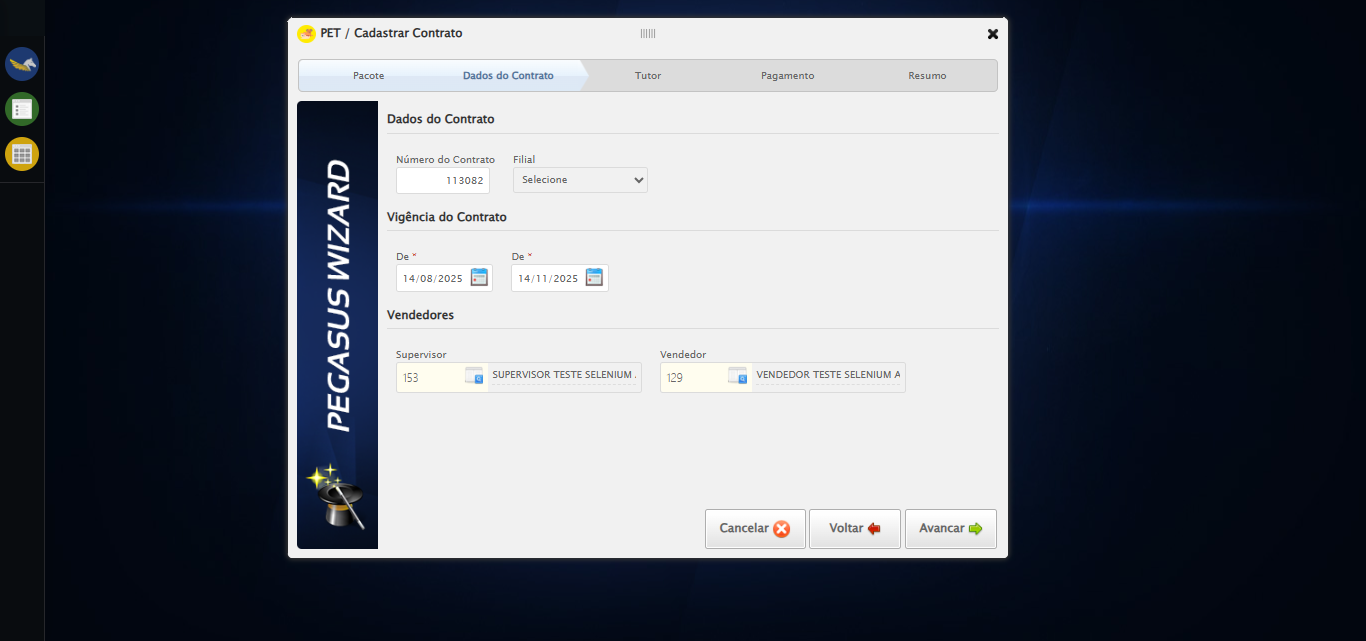 PET / Cadastrar Contrato
Pacote
Dados do Contrato
Tutor
Pagamento
Resumo
PEGASUS WIZARD
Dados do Contrato
Número do Contrato
Filial
113082
Selecione
Vigência do Contrato
De *
De *
14/08/2025
14/11/2025
Vendedores
Supervisor
Vendedor
153
SUPERVISOR TESTE SELENIUM
129
VENDEDOR TESTE SELENIUM A
Cancelar
Voltar
Avancar